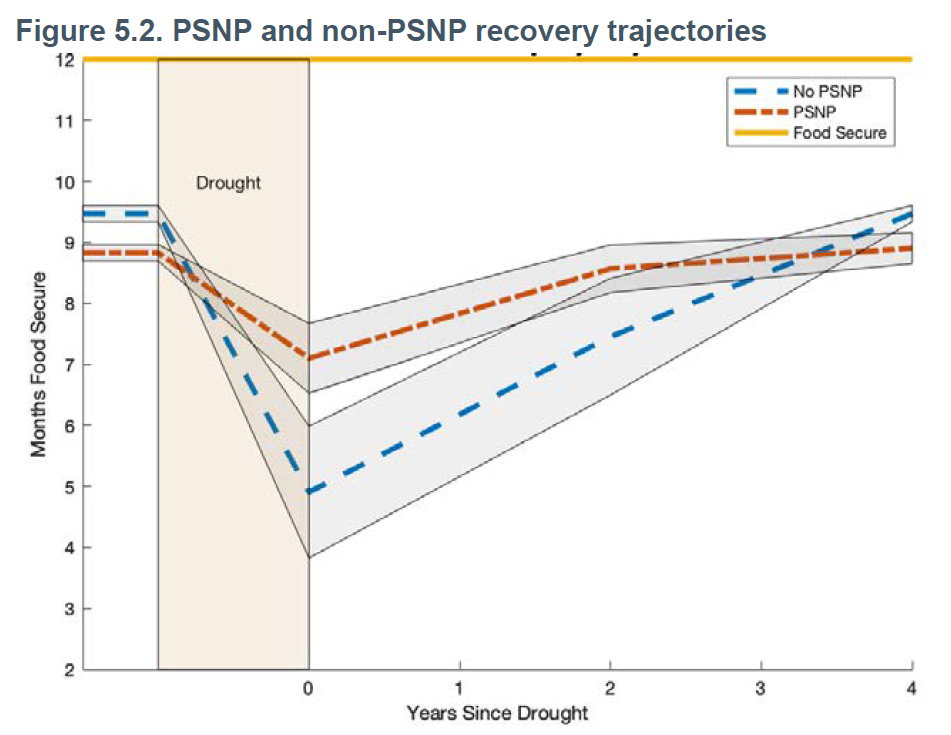 Figure 5.2. PSNP and non-PSNP recovery trajectories
12
11
10
9
8
7
6
5
4
3
2
Months Food Secure
Drought
No PSNP
PSNP
Food Secure
0 1 2 3 4
Years Since Drought